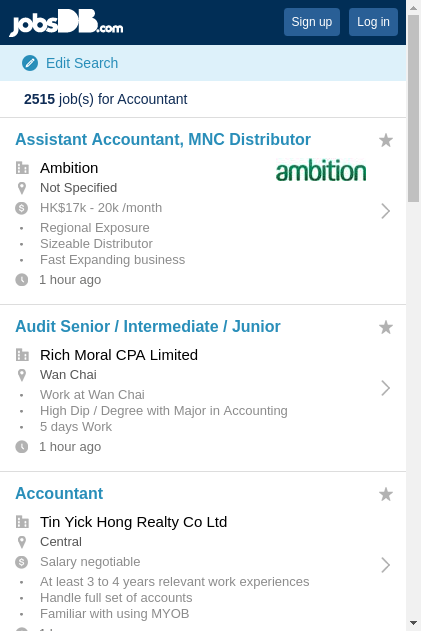 jobsDB.com
Sign up
Log in
Edit Search
2515 job(s) for Accountant
Assistant Accountant, MNC Distributor
Ambition
ambition
Not Specified
HK$17k - 20k /month
• Regional Exposure
• Sizeable Distributor
• Fast Expanding business
1 hour ago
Audit Senior / Intermediate / Junior
Rich Moral CPA Limited
Wan Chai
• Work at Wan Chai
• High Dip / Degree with Major in Accounting
• 5 days Work
1 hour ago
Accountant
Tin Yick Hong Realty Co Ltd
Central
Salary negotiable
• At least 3 to 4 years relevant work experiences
• Handle full set of accounts
• Familiar with using MYOB